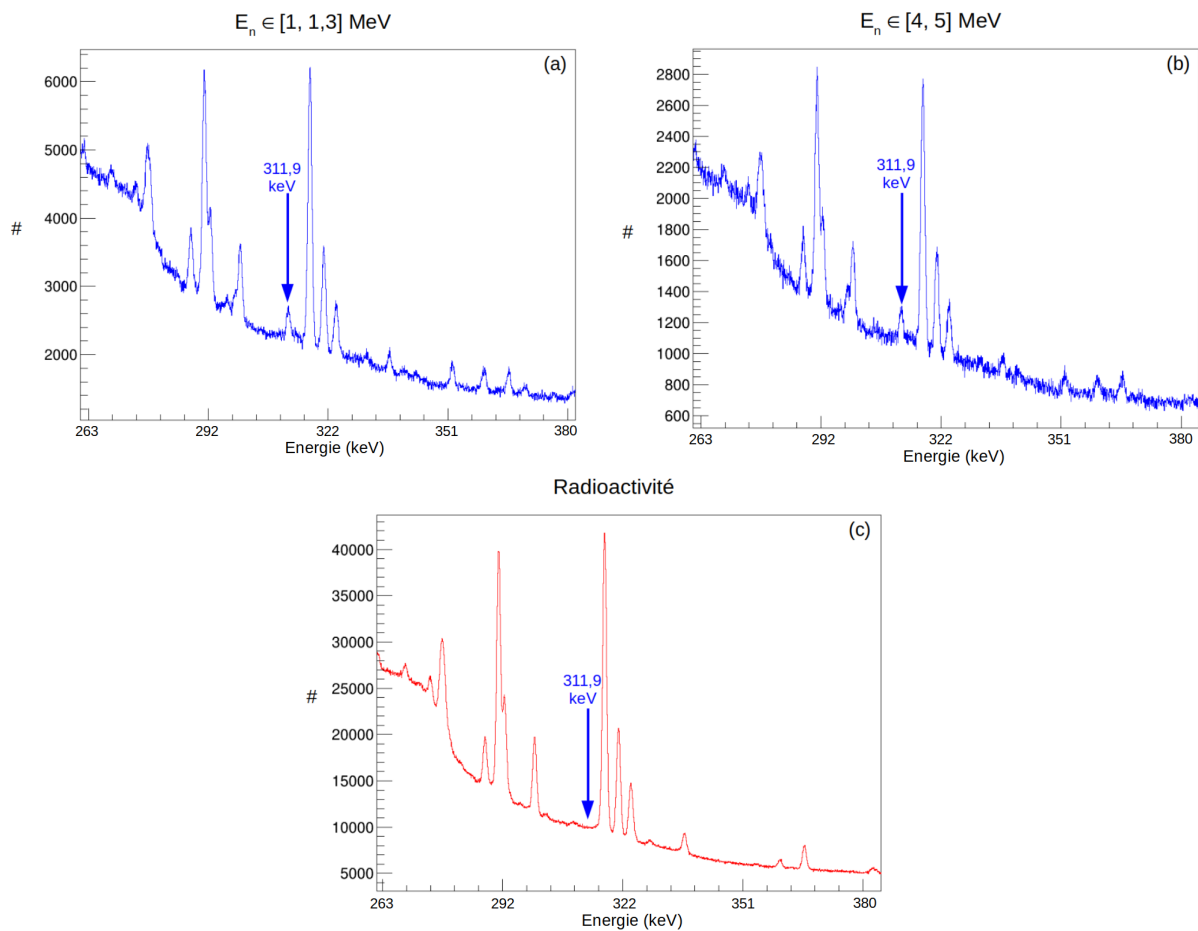 E_n ∈ [1, 1,3] MeV
(a)
6000
5000
4000
3000
2000
#
311,9
keV
263 292 322 351 380
Energie (keV)
E_n ∈ [4, 5] MeV
(b)
2800
2600
2400
2200
2000
1800
1600
1400
1200
1000
800
600
#
311,9
keV
263 292 322 351 380
Energie (keV)
Radioactivité
(c)
40000
35000
30000
25000
20000
15000
10000
5000
#
311,9
keV
263 292 322 351 380
Energie (keV)